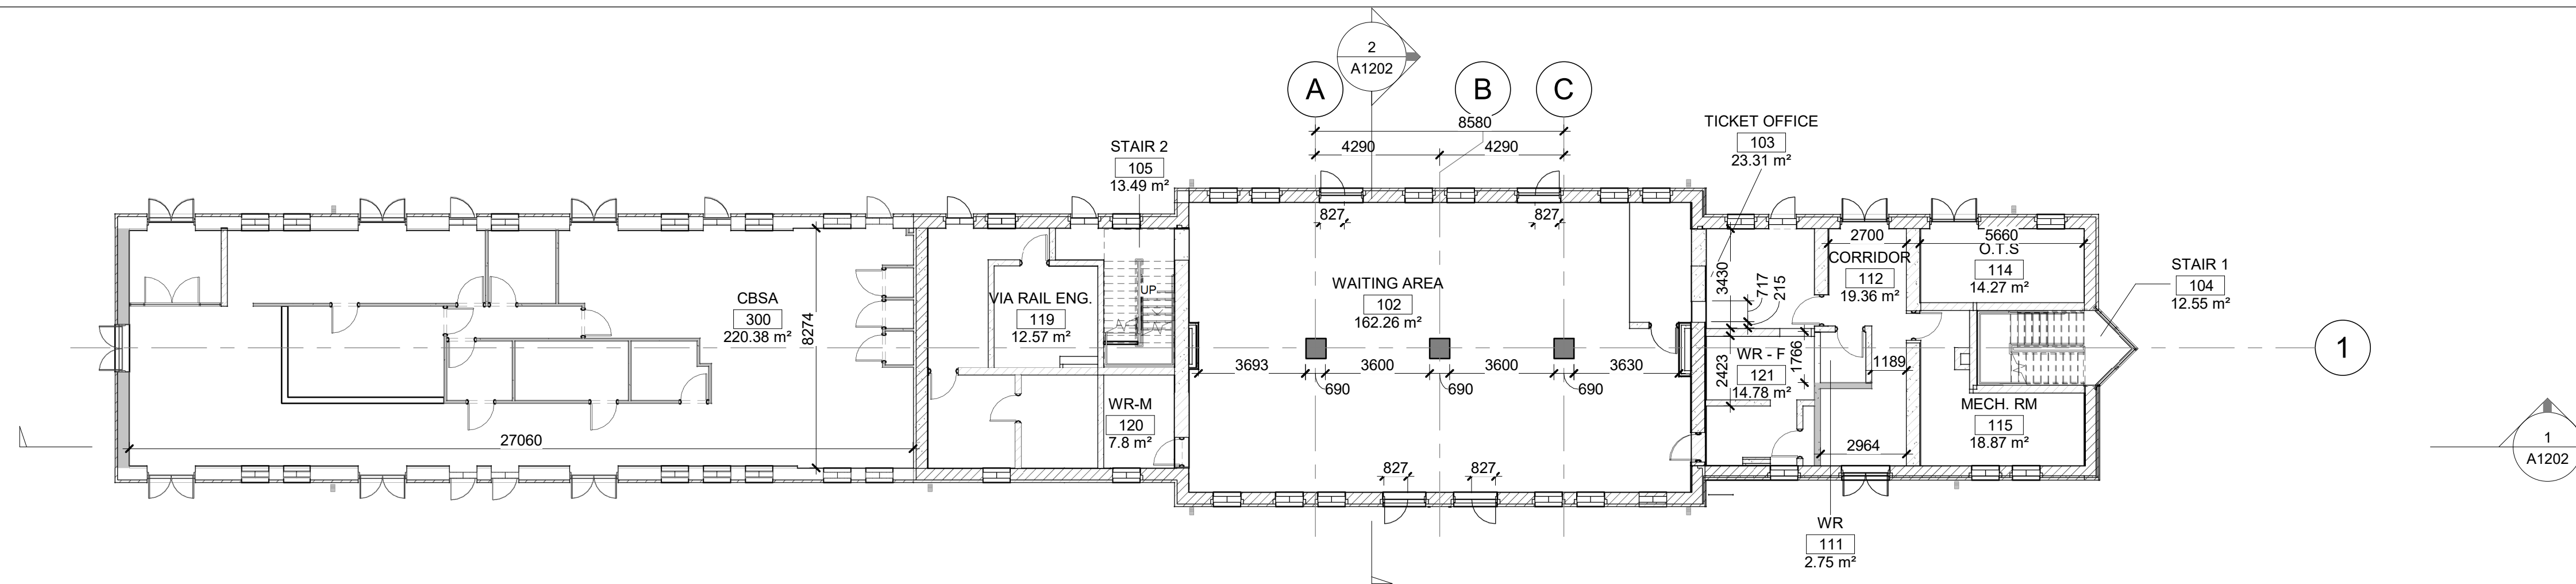 2
A1202
A
B
C
8580
4290
4290
TICKET OFFICE
103
23.31 m²
STAIR 2
105
13.49 m²
827
827
2700
5660
O.T.S
114
14.27 m²
CORRIDOR
112
19.36 m²
STAIR 1
104
12.55 m²
3430
717
215
WAITING AREA
102
162.26 m²
UP
VIA RAIL ENG.
119
12.57 m²
CBSA
300
220.38 m²
8274
1
3693
3600
3600
3630
690
690
690
2423
WR - F
121
14.78 m²
1766
1189
WR-M
120
7.8 m²
MECH. RM
115
18.87 m²
27060
2964
827
827
1
A1202
WR
111
2.75 m²